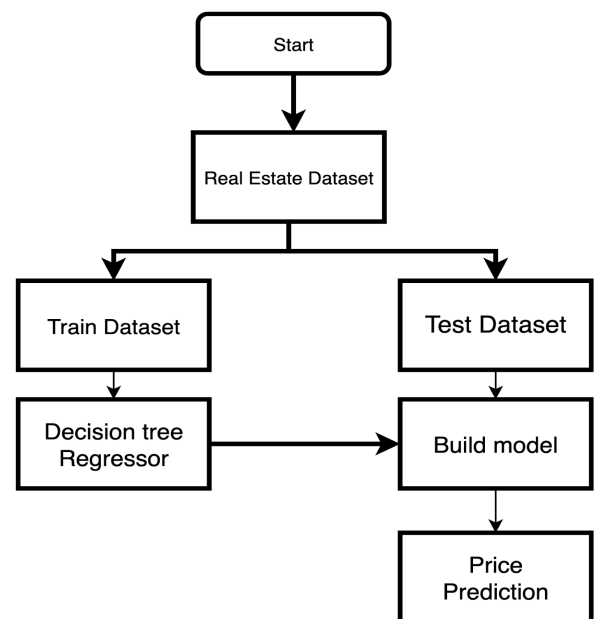 Start
Real Estate Dataset
Train Dataset
Test Dataset
Decision tree
Regressor
Build model
Price
Prediction